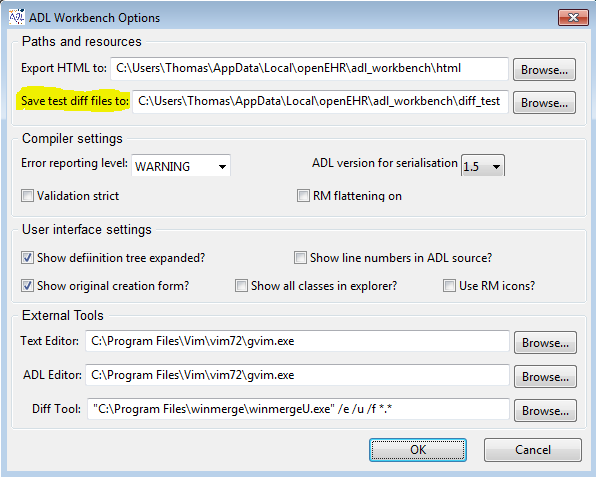 ADL Workbench Options
Paths and resources
Export HTML to: C:\Users\Thomas\AppData\Local\openEHR\adl_workbench\html Browse...
Save test diff files to: C:\Users\Thomas\AppData\Local\openEHR\adl_workbench\diff_test Browse...
Compiler settings
Error reporting level: WARNING ADL version for serialisation 1.5
Validation strict RM flattening on
User interface settings
Show defiinition tree expanded? Show line numbers in ADL source?
Show original creation form? Show all classes in explorer? Use RM icons?
External Tools
Text Editor: C:\Program Files\Vim\vim72\gvim.exe Browse...
ADL Editor: C:\Program Files\Vim\vim72\gvim.exe Browse...
Diff Tool: "C:\Program Files\winmerge\winmergeU.exe" /e /u /f *.* Browse...
OK Cancel